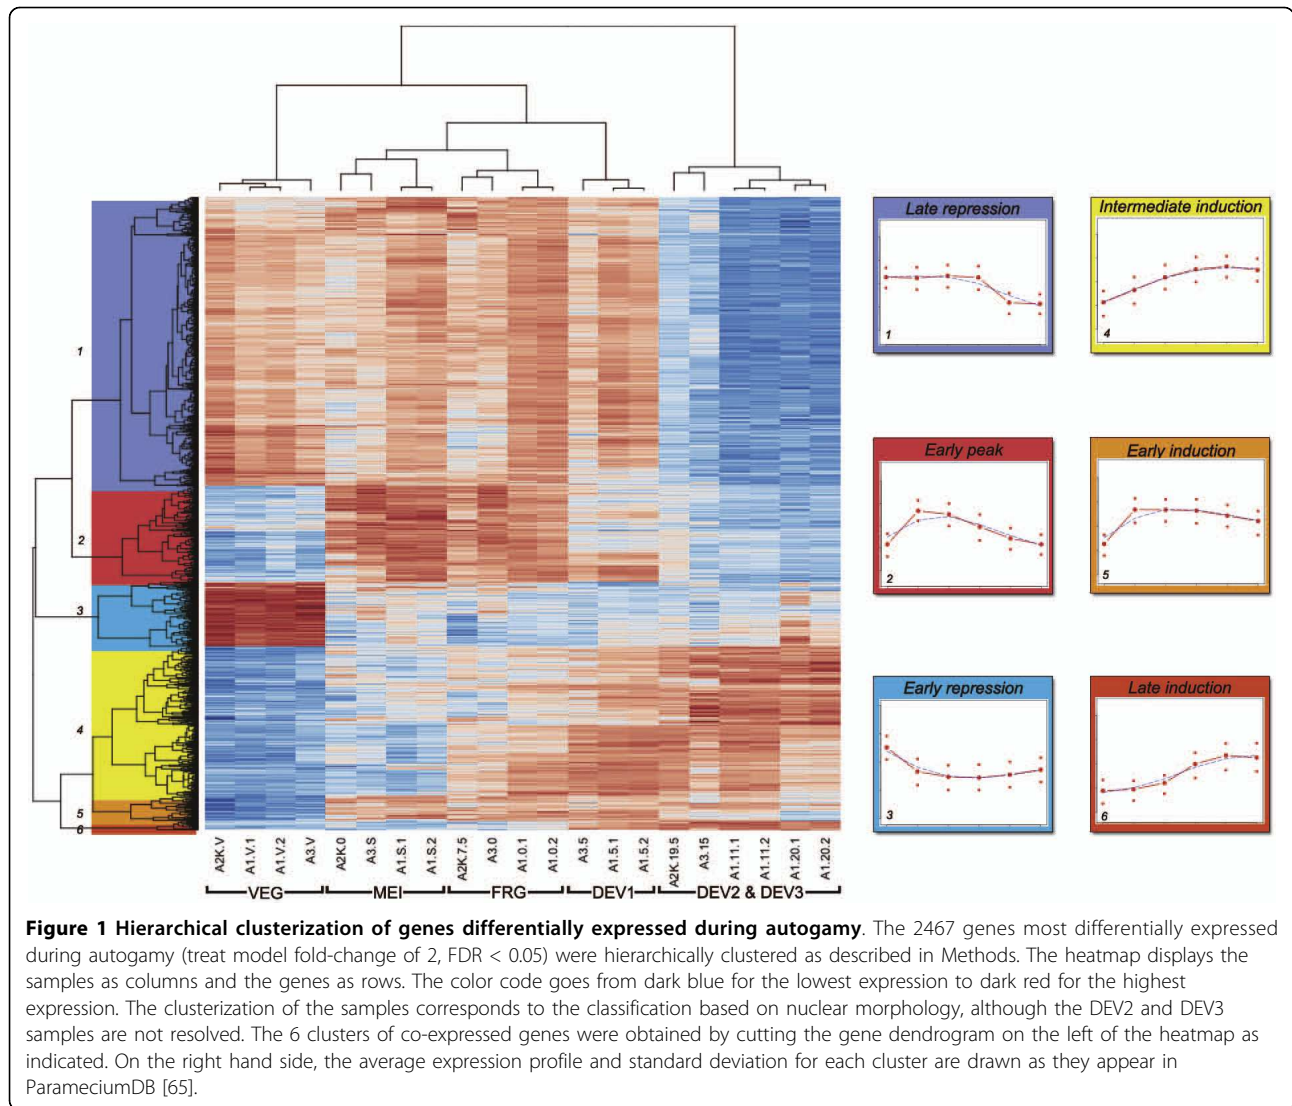 Late repression
1
Intermediate induction
4
Early peak
2
Early induction
5
Early repression
3
Late induction
6
1
2
3
4
5
6
A2K.V
A1.V.1
A1.V.2
A3.V
A2K.0
A3.S
A1.S.1
A1.S.2
A2K.7.5
A3.0
A1.0.1
A1.0.2
A3.5
A1.5.1
A1.5.2
A2K.19.5
A3.15
A1.11.1
A1.11.2
A1.20.1
A1.20.2
VEG
MEI
FRG
DEV1
DEV2 & DEV3
Figure 1 Hierarchical clusterization of genes differentially expressed during autogamy. The 2467 genes most differentially expressed
during autogamy (treat model fold-change of 2, FDR < 0.05) were hierarchically clustered as described in Methods. The heatmap displays the
samples as columns and the genes as rows. The color code goes from dark blue for the lowest expression to dark red for the highest
expression. The clusterization of the samples corresponds to the classification based on nuclear morphology, although the DEV2 and DEV3
samples are not resolved. The 6 clusters of co-expressed genes were obtained by cutting the gene dendrogram on the left of the heatmap as
indicated. On the right hand side, the average expression profile and standard deviation for each cluster are drawn as they appear in
ParameciumDB [65].